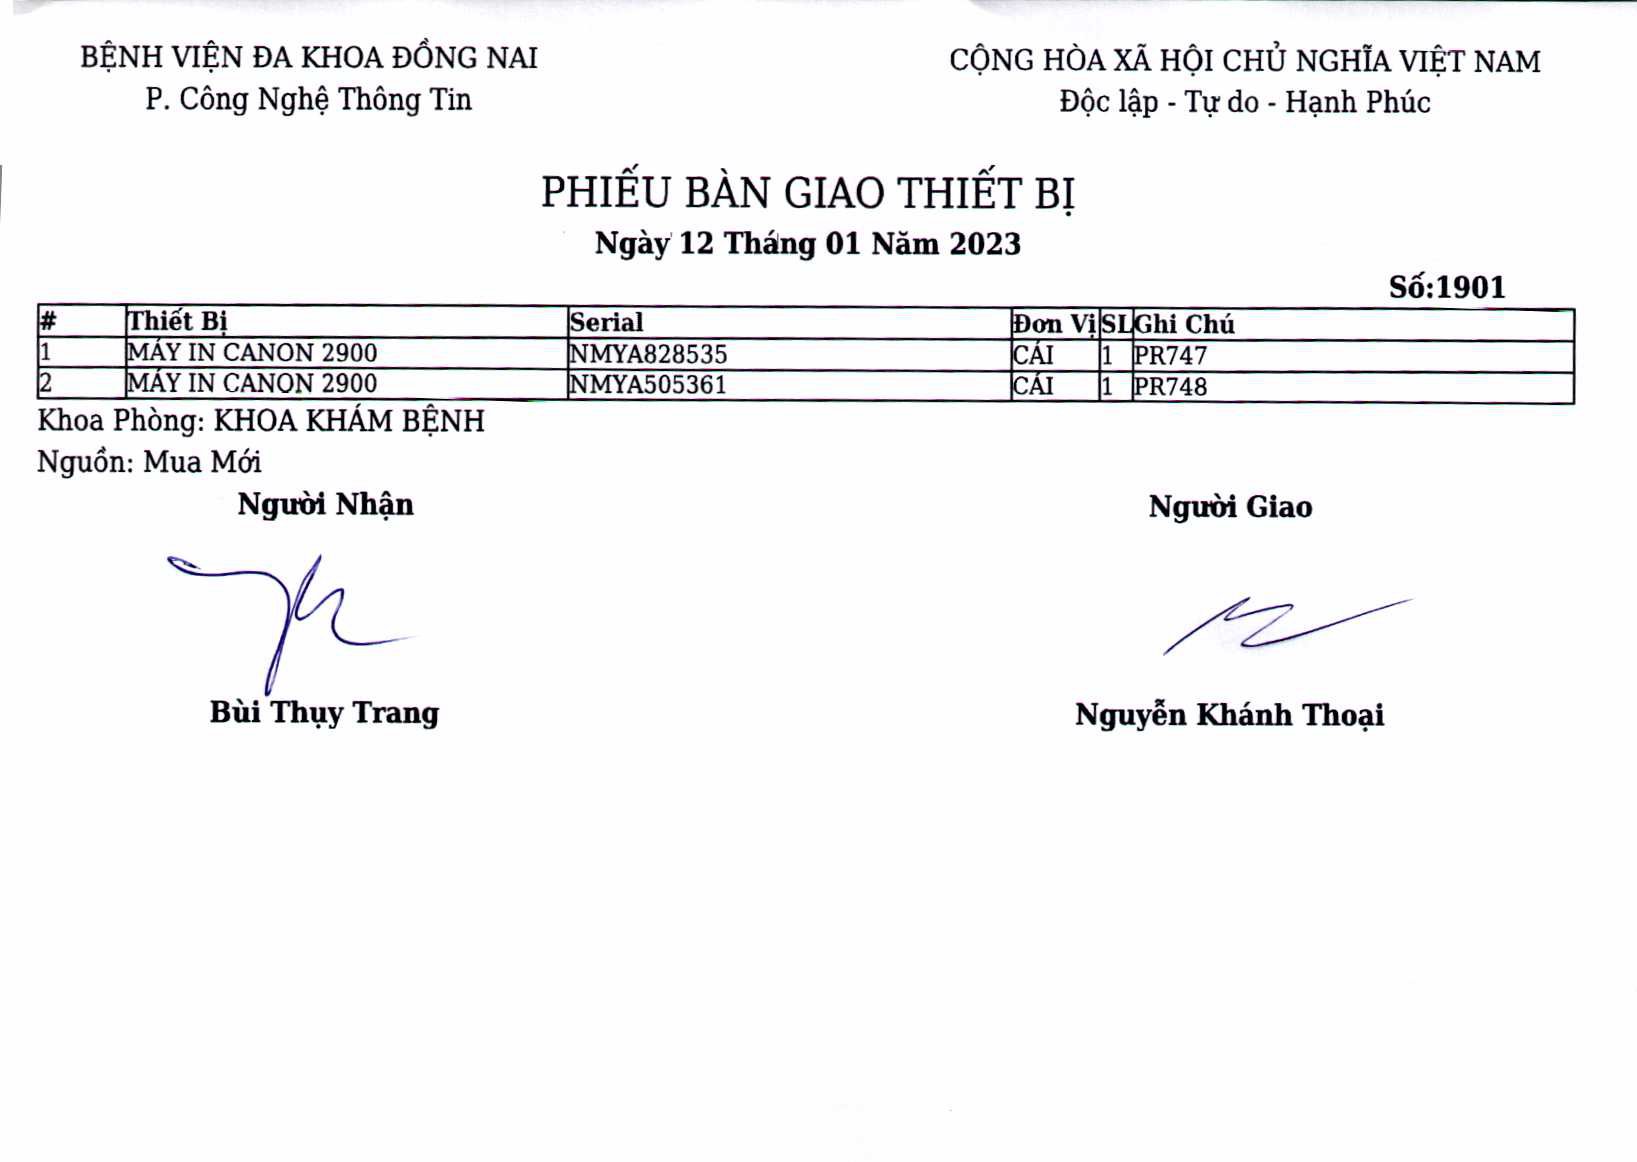 BỆNH VIỆN ĐA KHOA ĐỒNG NAI
P. Công Nghệ Thông Tin
CỘNG HÒA XÃ HỘI CHỦ NGHĨA VIỆT NAM
Độc lập - Tự do - Hạnh Phúc
PHIẾU BÀN GIAO THIẾT BỊ
Ngày 12 Tháng 01 Năm 2023
Số:1901
# Thiết Bị Serial Đơn Vị SL Ghi Chú
1 MÁY IN CANON 2900 NMYA828535 CÁI 1 PR747
2 MÁY IN CANON 2900 NMYA505361 CÁI 1 PR748
Khoa Phòng: KHOA KHÁM BỆNH
Nguồn: Mua Mới
Người Nhận Người Giao
Bùi Thụy Trang Nguyễn Khánh Thoại